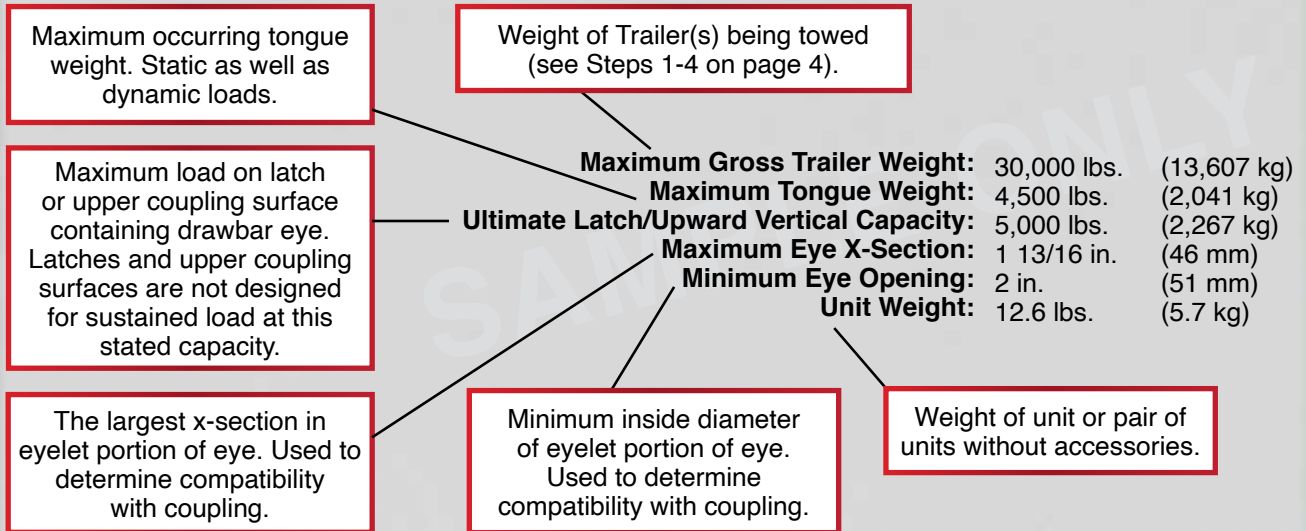 Maximum occurring tongue
weight. Static as well as
dynamic loads.
Weight of Trailer(s) being towed
(see Steps 1-4 on page 4).
Maximum load on latch
or upper coupling surface
containing drawbar eye.
Latches and upper coupling
surfaces are not designed
for sustained load at this
stated capacity.
Maximum Gross Trailer Weight: 30,000 lbs. (13,607 kg)
Maximum Tongue Weight: 4,500 lbs. (2,041 kg)
Ultimate Latch/Upward Vertical Capacity: 5,000 lbs. (2,267 kg)
Maximum Eye X-Section: 1 13/16 in. (46 mm)
Minimum Eye Opening: 2 in. (51 mm)
Unit Weight: 12.6 lbs. (5.7 kg)
The largest x-section in
eyelet portion of eye. Used to
determine compatibility
with coupling.
Minimum inside diameter
of eyelet portion of eye.
Used to determine
compatibility with coupling.
Weight of unit or pair of
units without accessories.
ONLY